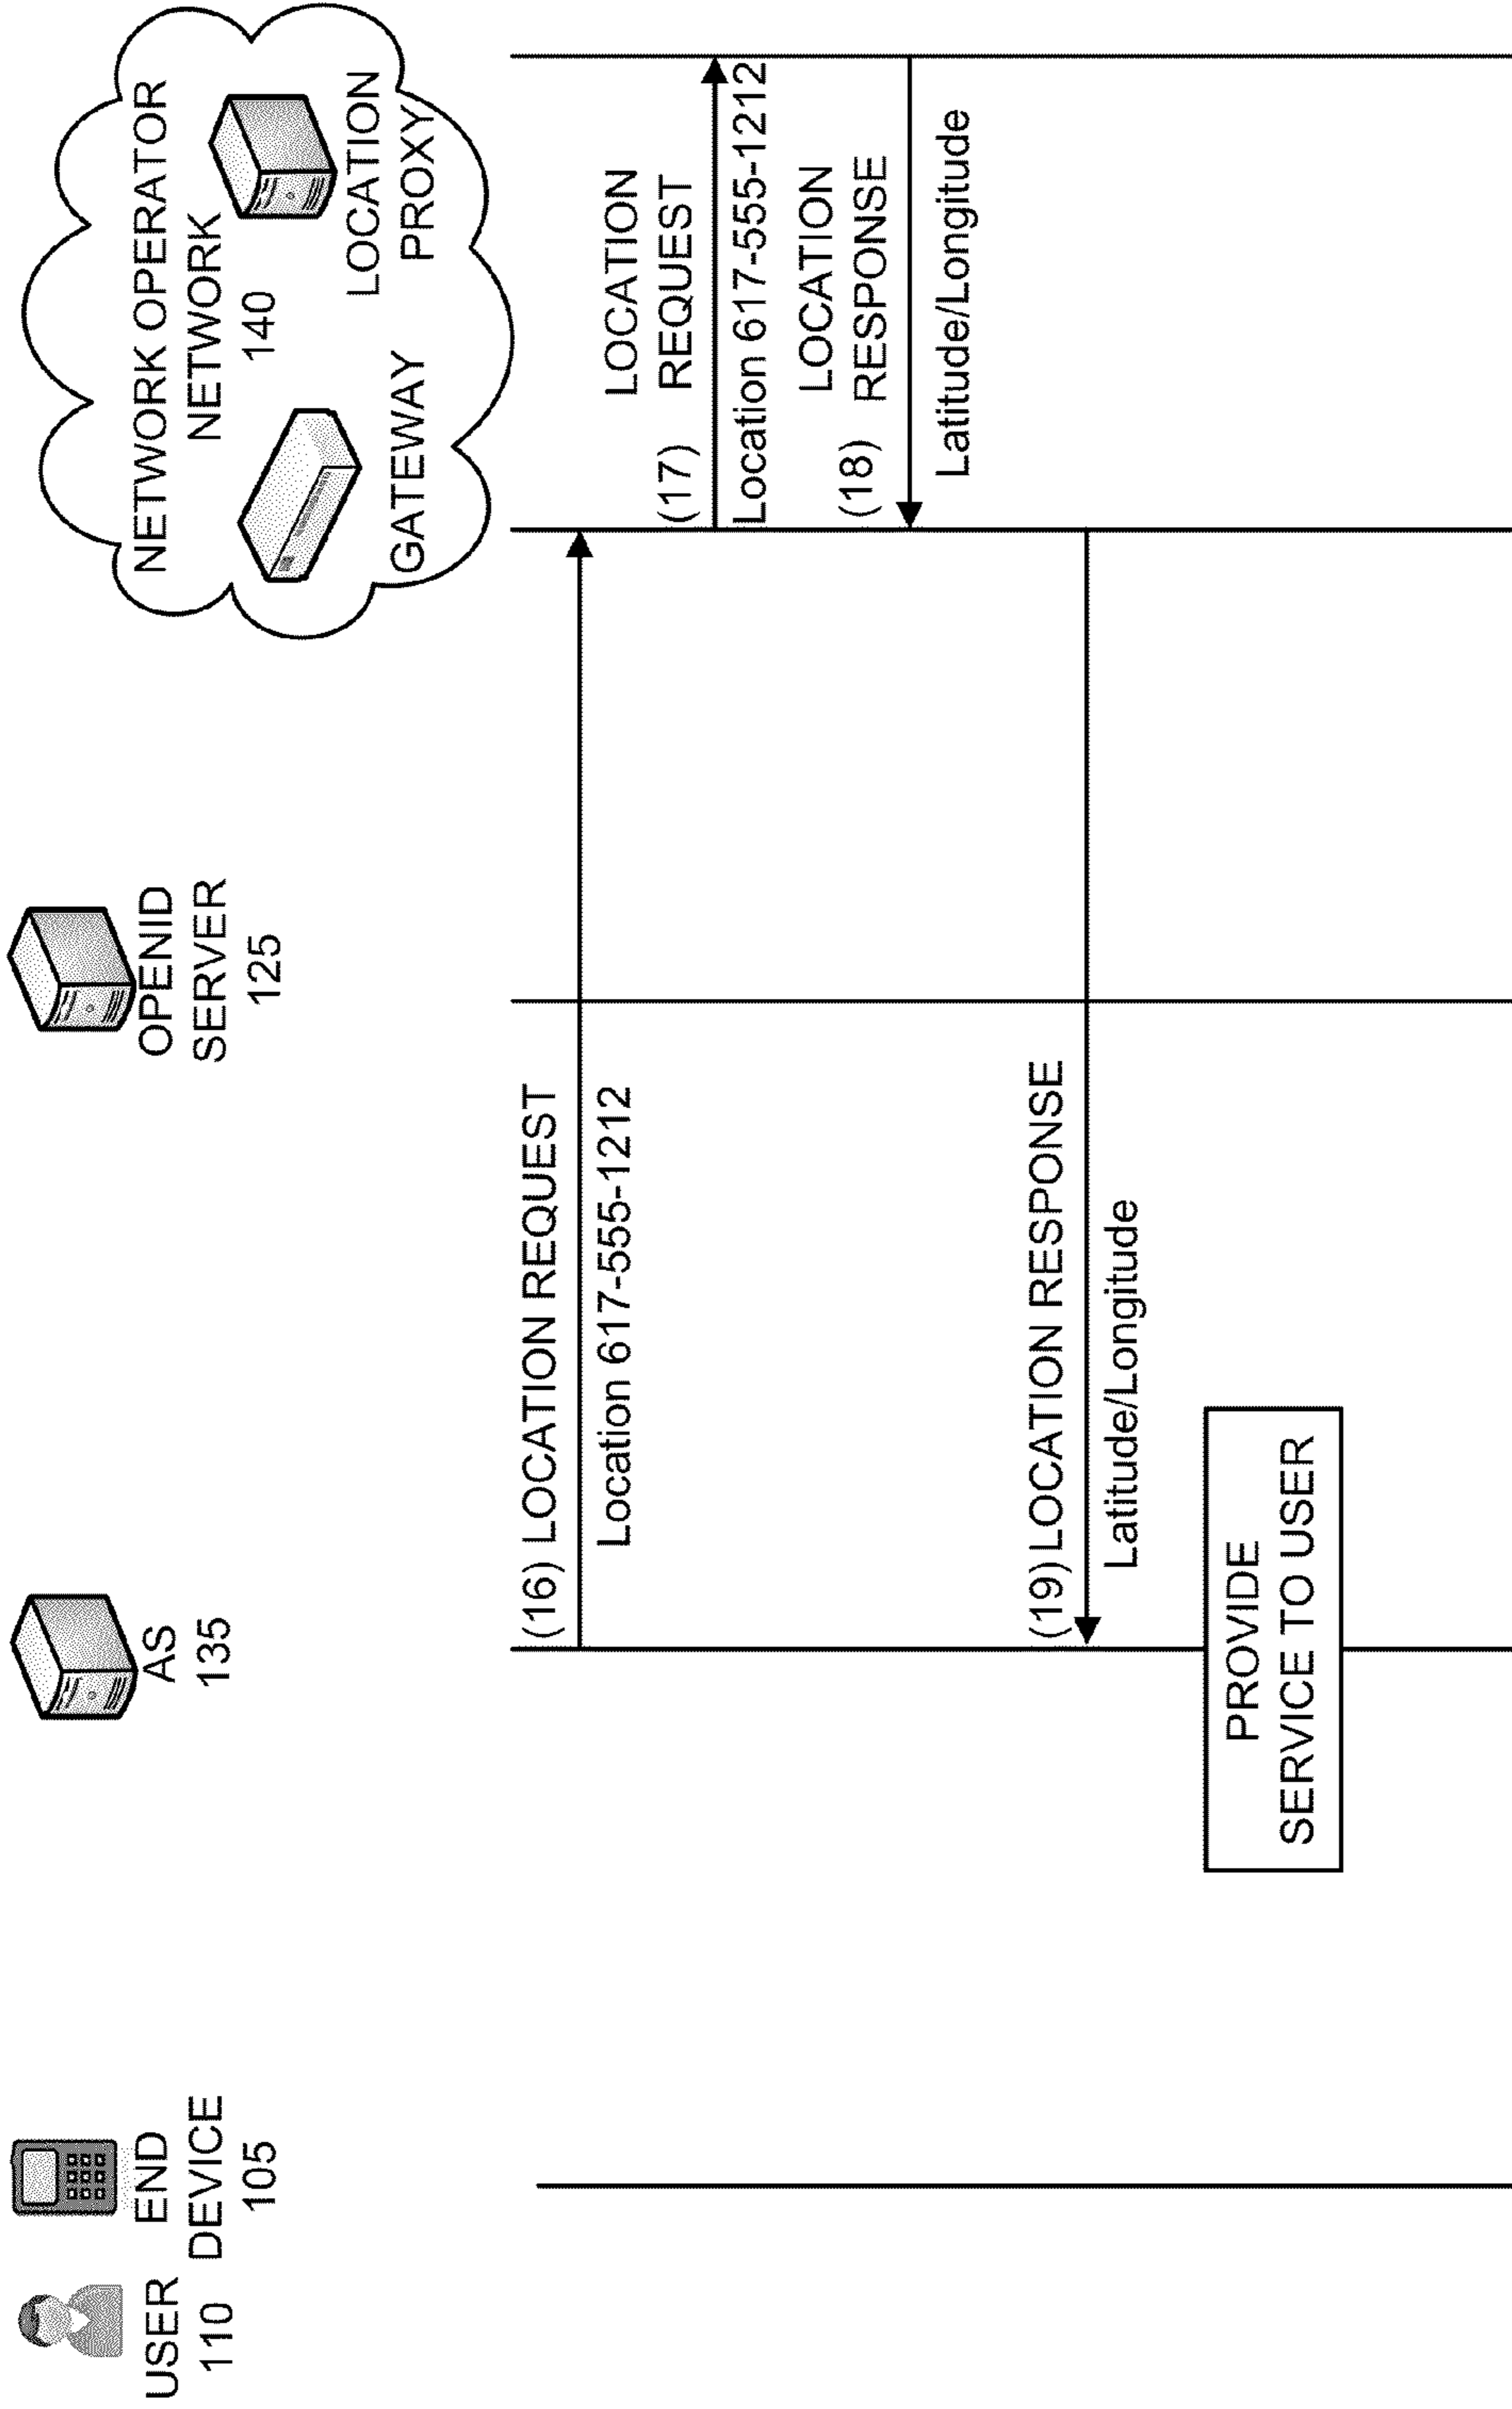 USER
110
END
DEVICE
105
AS
135
OPENID
SERVER
125
NETWORK OPERATOR
NETWORK
140
GATEWAY
LOCATION
PROXY
(16) LOCATION REQUEST
Location 617-555-1212
LOCATION
(17) REQUEST
Location 617-555-1212
LOCATION
(18) RESPONSE
Latitude/Longitude
(19) LOCATION RESPONSE
Latitude/Longitude
PROVIDE
SERVICE TO USER